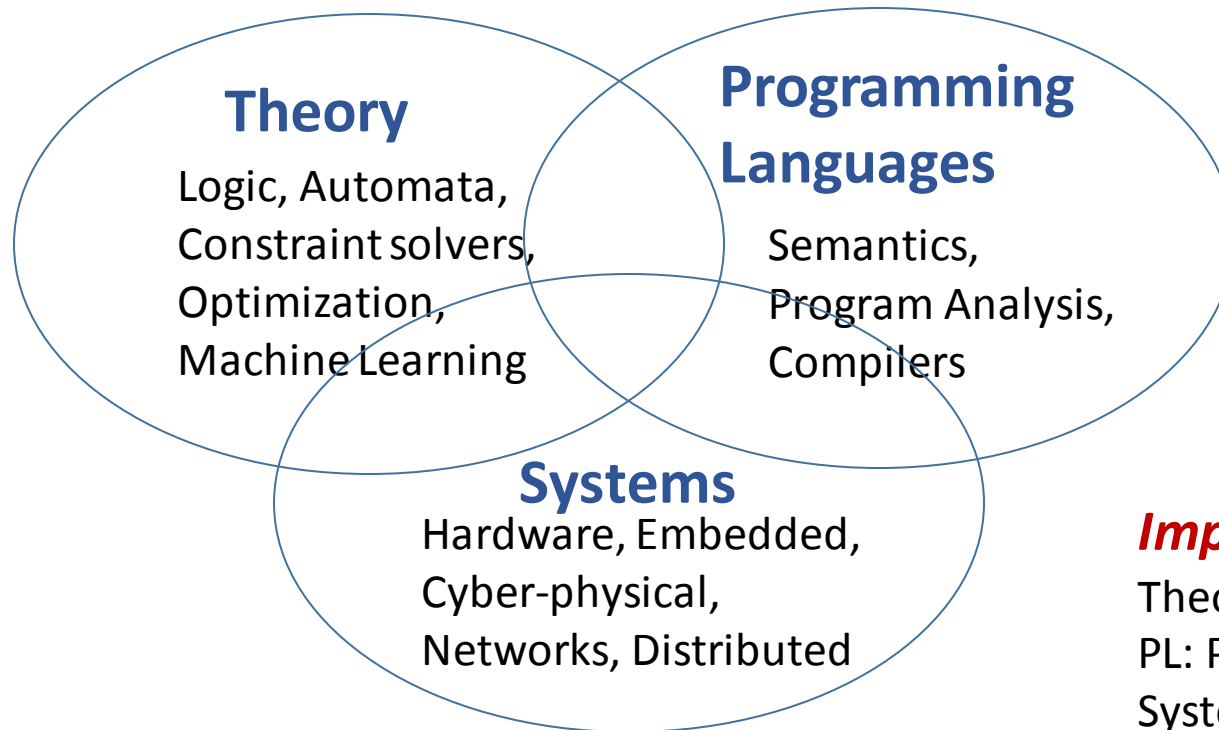 Theory
Logic, Automata,
Constraint solvers,
Optimization,
Machine Learning
Programming
Languages
Semantics,
Program Analysis,
Compilers
Systems
Hardware, Embedded,
Cyber-physical,
Networks, Distributed
PL: